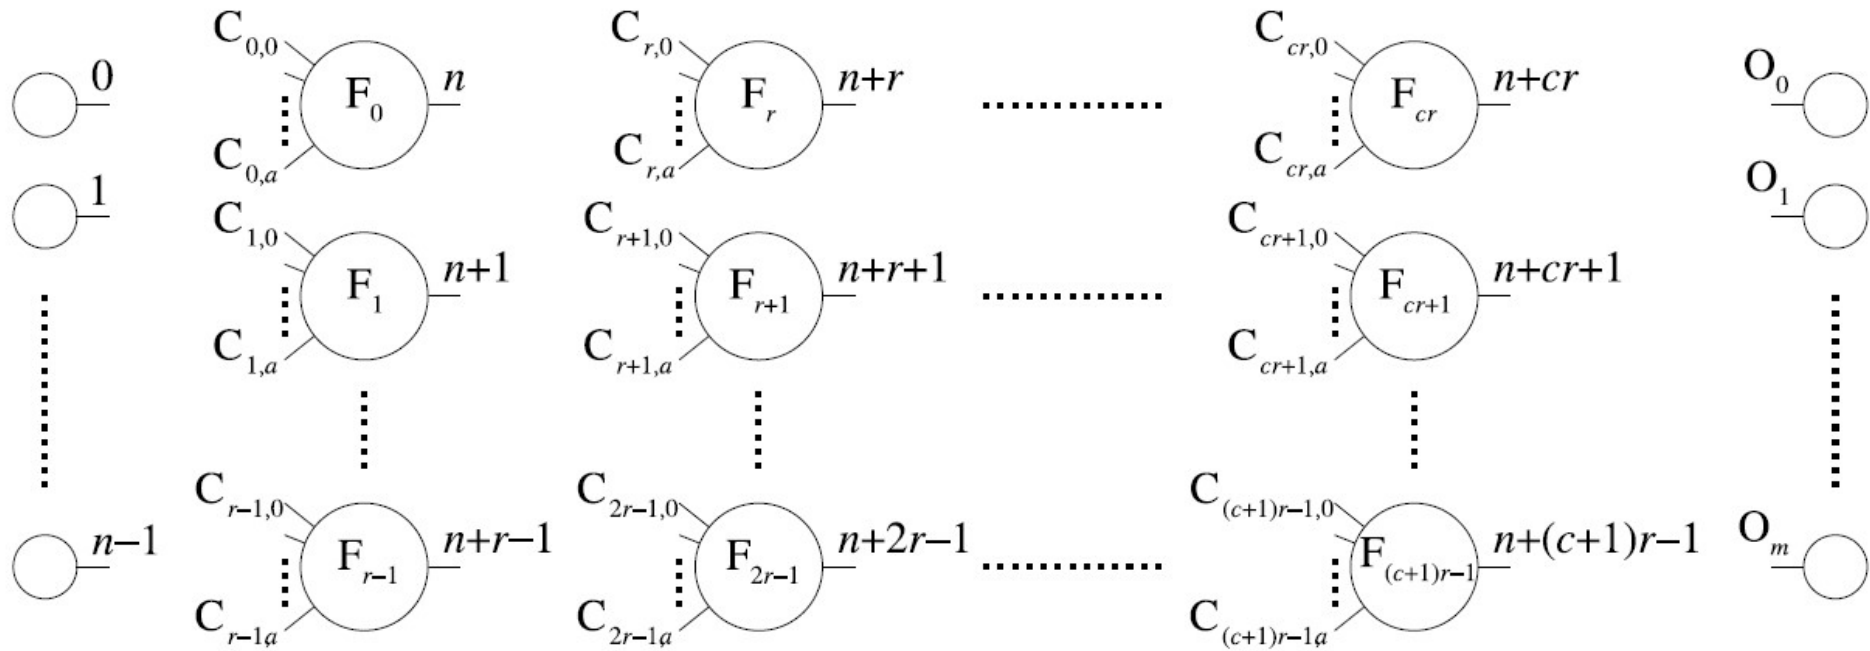 0 C0,0 F0 n C0,a
Cr,0 Fr n+r Cr,a
Ccr,0 Fcr n+cr Ccr,a
O0
1 C1,0 F1 n+1 C1,a
Cr+1,0 Fr+1 n+r+1 Cr+1,a
Ccr+1,0 Fcr+1 n+cr+1 Ccr+1,a
O1
n−1 Cr−1,0 Fr−1 n+r−1 Cr−1,a
C2r−1,0 F2r−1 n+2r−1 C2r−1,a
C(c+1)r−1,0 F(c+1)r−1 n+(c+1)r−1 C(c+1)r−1,a
Om